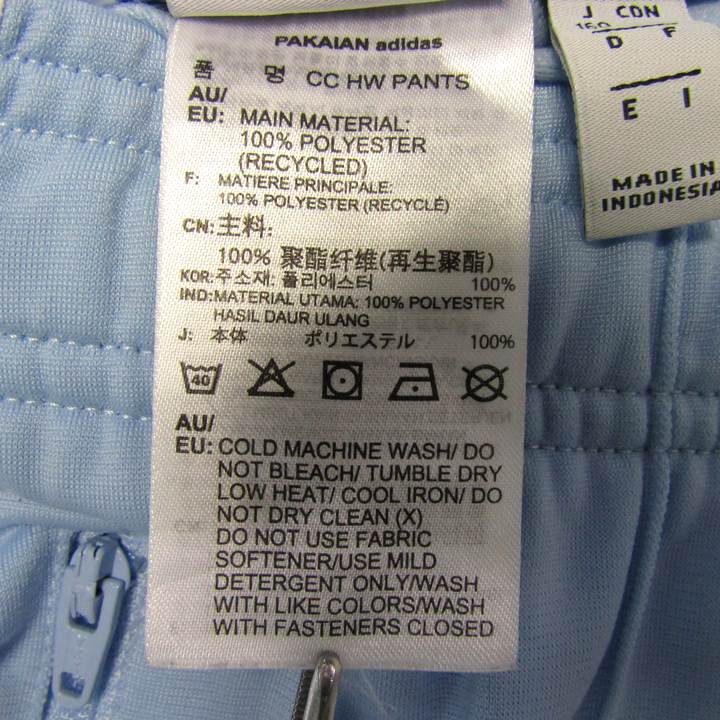 PAKAIAN adidas
품 명 CC HW PANTS
AU/
EU: MAIN MATERIAL:
100% POLYESTER
(RECYCLED)
F: MATIERE PRINCIPALE:
100% POLYESTER (RECYCLÉ)
CN: 主料:
100% 聚酯纤维(再生聚酯)
KOR: 주소재: 폴리에스터 100%
IND: MATERIAL UTAMA: 100% POLYESTER
HASIL DAUR ULANG
J: 本体 ポリエステル 100%
40
AU/
EU: COLD MACHINE WASH/ DO
NOT BLEACH/ TUMBLE DRY
LOW HEAT/ COOL IRON/ DO
NOT DRY CLEAN (X)
DO NOT USE FABRIC
SOFTENER/USE MILD
DETERGENT ONLY/WASH
WITH LIKE COLORS/WASH
WITH FASTENERS CLOSED
J CDN
D F
E I
MADE IN
INDONESIA